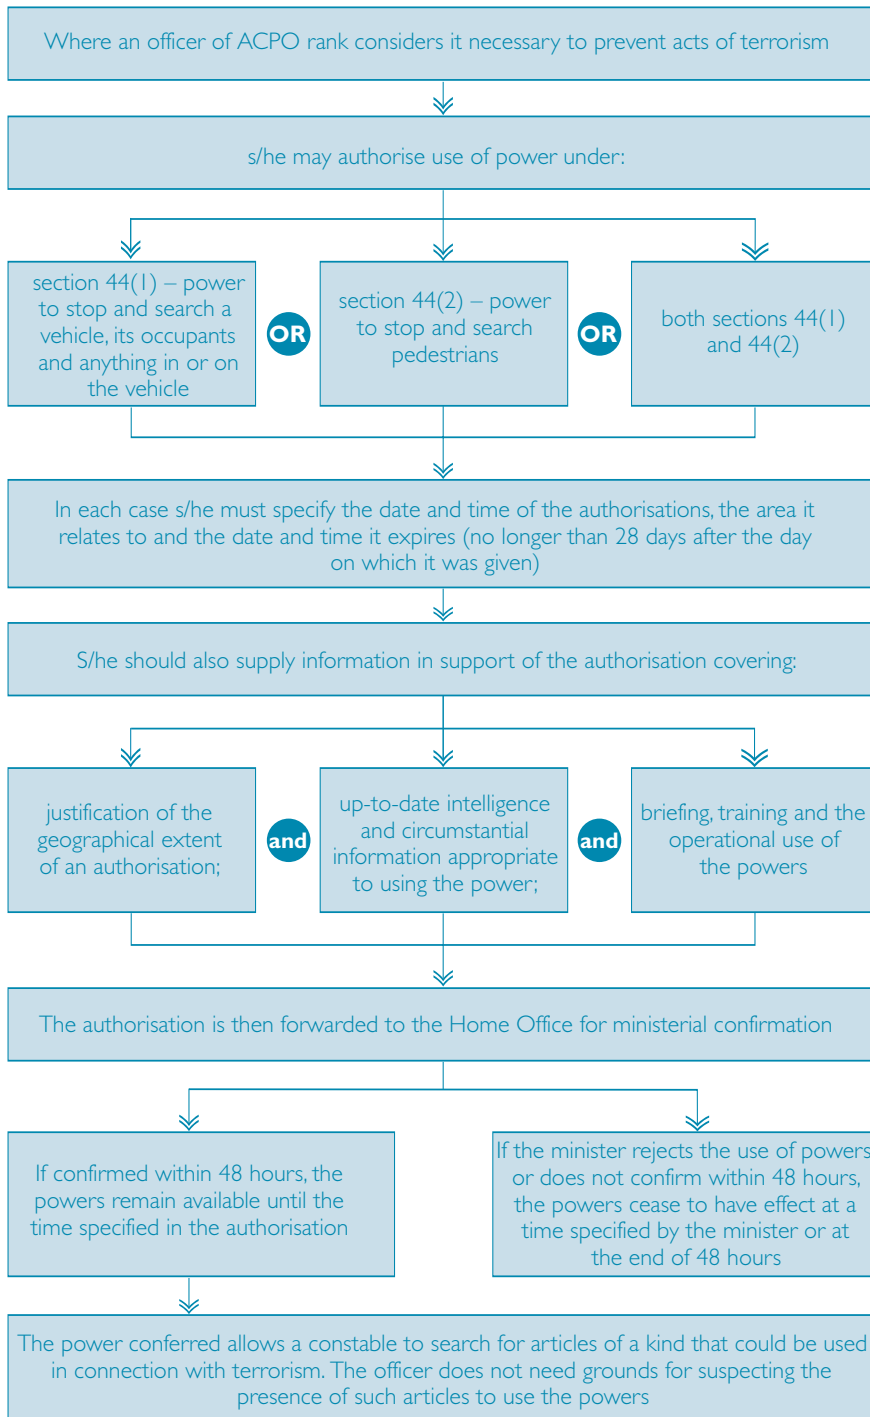 Where an officer of ACPO rank considers it necessary to prevent acts of terrorism
s/he may authorise use of power under:
section 44(1) – power
to stop and search a
vehicle, its occupants
and anything in or on
the vehicle
OR
section 44(2) – power
to stop and search
pedestrians
OR
both sections 44(1)
and 44(2)
In each case s/he must specify the date and time of the authorisations, the area it
relates to and the date and time it expires (no longer than 28 days after the day
on which it was given)
S/he should also supply information in support of the authorisation covering:
justification of the
geographical extent
of an authorisation;
and
up-to-date intelligence
and circumstantial
information appropriate
to using the power;
and
briefing, training and the
operational use of
the powers
The authorisation is then forwarded to the Home Office for ministerial confirmation
If confirmed within 48 hours, the
powers remain available until the
time specified in the authorisation
If the minister rejects the use of powers
or does not confirm within 48 hours,
the powers cease to have effect at a
time specified by the minister or at
the end of 48 hours
The power conferred allows a constable to search for articles of a kind that could be used
in connection with terrorism. The officer does not need grounds for suspecting the
presence of such articles to use the powers